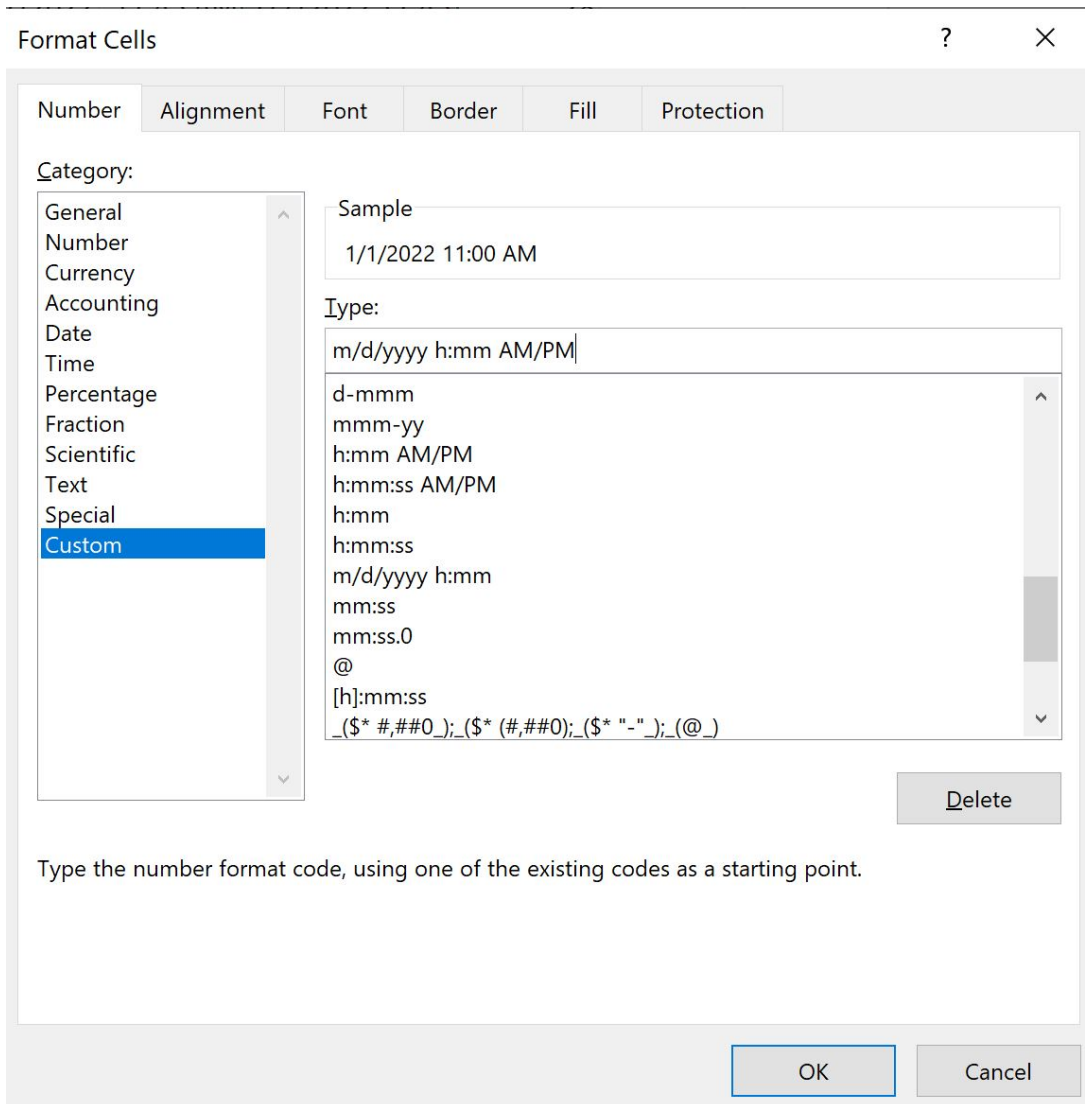 Format Cells ?
Number Alignment Font Border Fill Protection
Category:
General
Number
Currency
Accounting
Date
Time
Percentage
Fraction
Scientific
Text
Special
Custom
Sample
1/1/2022 11:00 AM
Type:
m/d/yyyy h:mm AM/PM
d-mmm
mmm-yy
h:mm AM/PM
h:mm:ss AM/PM
h:mm
h:mm:ss
m/d/yyyy h:mm
mm:ss
mm:ss.0
@
[h]:mm:ss
_($* #,##0_);_($* (#,##0);_($* "-"_);_(@_)
Delete
Type the number format code, using one of the existing codes as a starting point.
OK Cancel